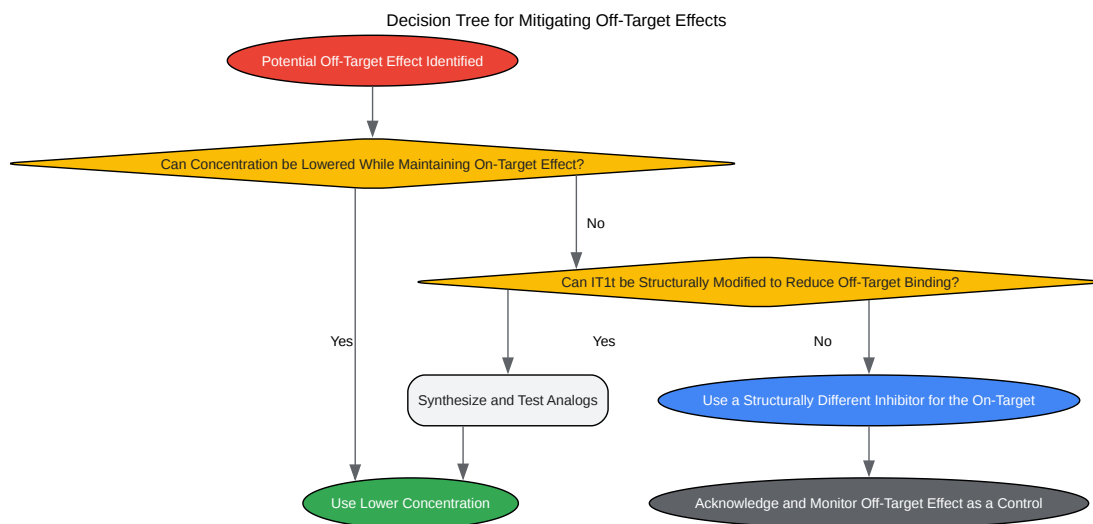 Decision Tree for Mitigating Off-Target Effects
Potential Off-Target Effect Identified
Can Concentration be Lowered While Maintaining On-Target Effect?
No
Can IT1t be Structurally Modified to Reduce Off-Target Binding?
Yes
Yes
No
Synthesize and Test Analogs
Use a Structurally Different Inhibitor for the On-Target
Use Lower Concentration
Acknowledge and Monitor Off-Target Effect as a Control